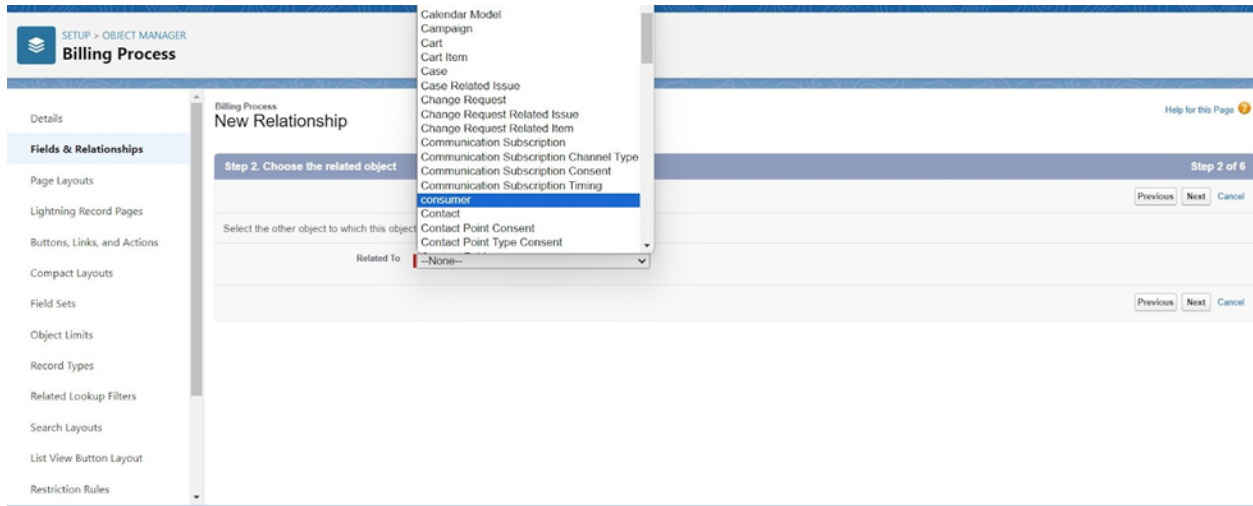 SETUP > OBJECT MANAGER
Billing Process
Details
Fields & Relationships
Page Layouts
Lightning Record Pages
Buttons, Links, and Actions
Compact Layouts
Field Sets
Object Limits
Record Types
Related Lookup Filters
Search Layouts
List View Button Layout
Restriction Rules
Billing Process
New Relationship
Help for this Page
Step 2. Choose the related object
Step 2 of 6
Previous Next Cancel
Select the other object to which this object
Related To
--None--
Calendar Model
Campaign
Cart
Cart Item
Case
Case Related Issue
Change Request
Change Request Related Issue
Change Request Related Item
Communication Subscription
Communication Subscription Channel Type
Communication Subscription Consent
Communication Subscription Timing
consumer
Contact
Contact Point Consent
Contact Point Type Consent
Previous Next Cancel